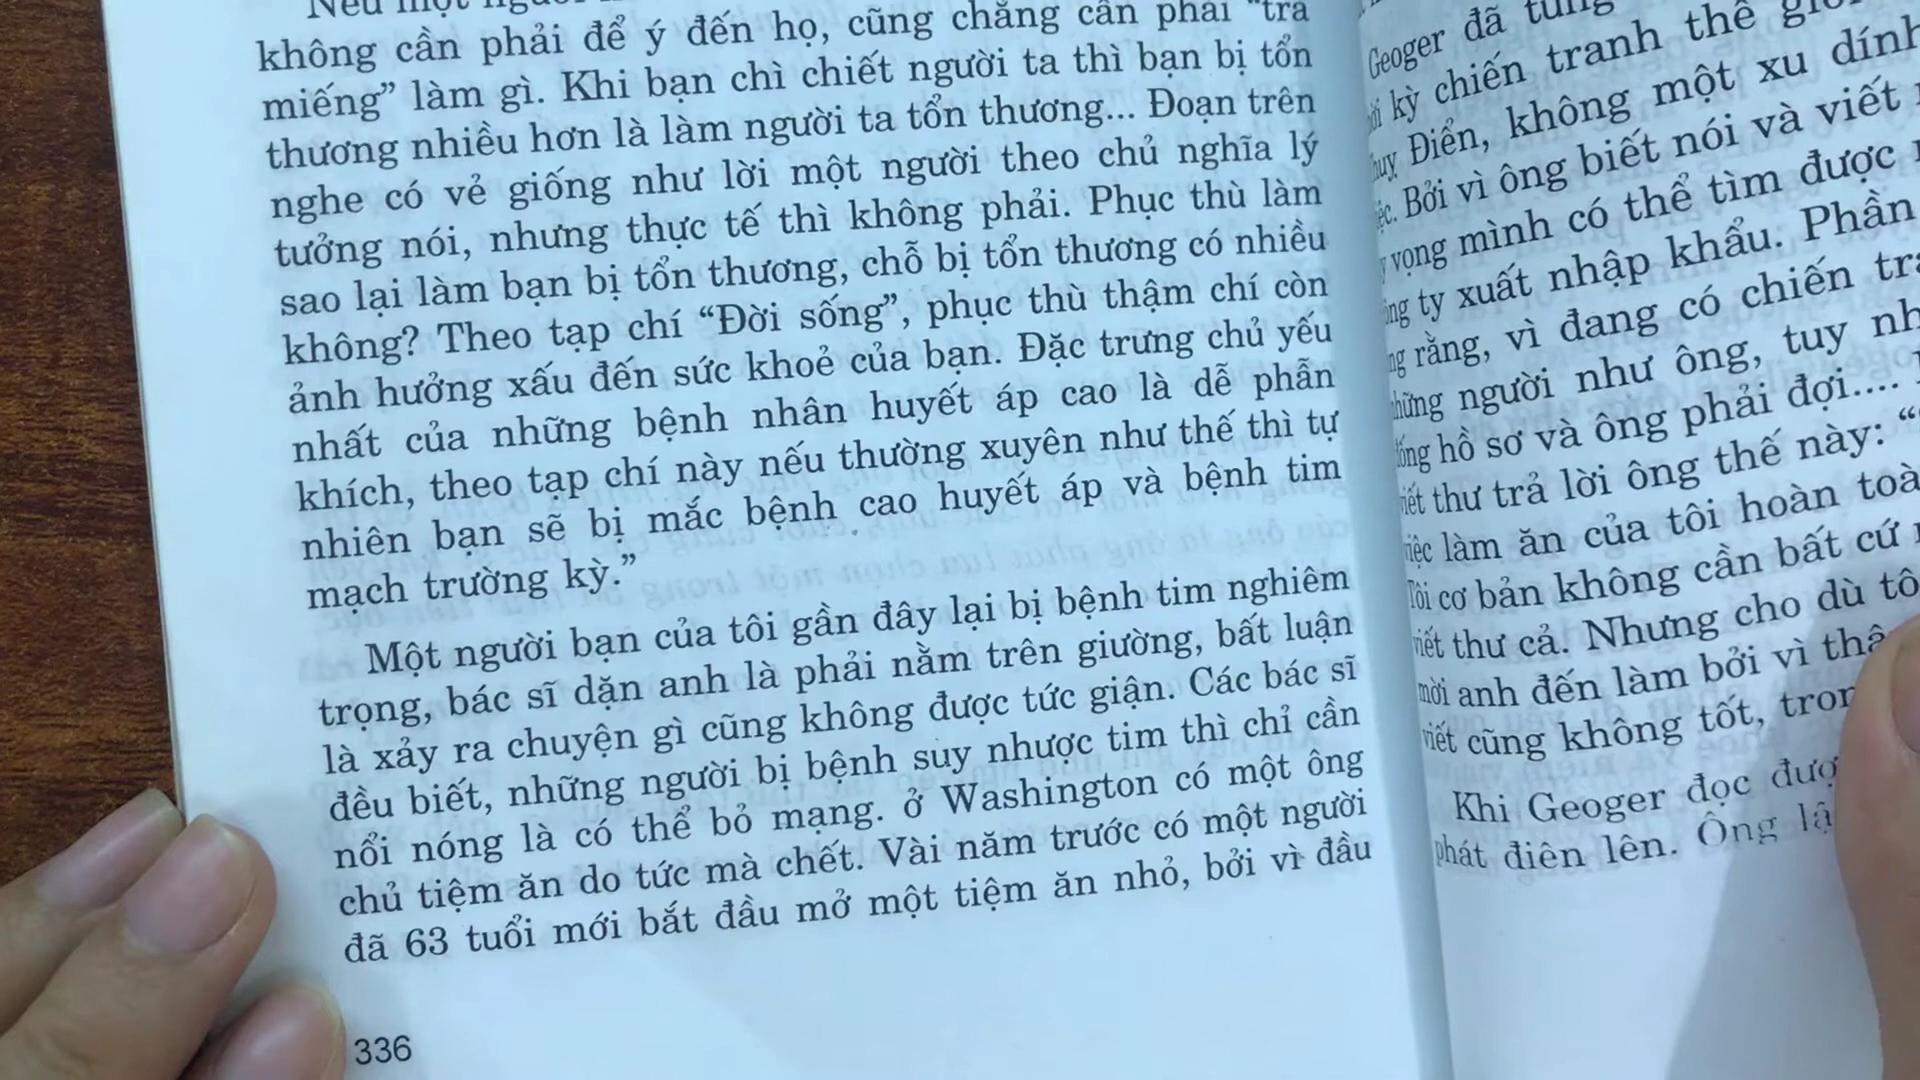 Nếu một
không cần phải để ý đến họ, cũng chẳng cần phải “trả
miếng” làm gì. Khi bạn chì chiết người ta thì bạn bị tổn
thương nhiều hơn là làm người ta tổn thương... Đoạn trên
nghe có vẻ giống như lời một người theo chủ nghĩa lý
tưởng nói, nhưng thực tế thì không phải. Phục thù làm
sao lại làm bạn bị tổn thương, chỗ bị tổn thương có nhiều
không? Theo tạp chí “Đời sống”, phục thù thậm chí còn
ảnh hưởng xấu đến sức khoẻ của bạn. Đặc trưng chủ yếu
nhất của những bệnh nhân huyết áp cao là dễ phẫn
khích, theo tạp chí này nếu thường xuyên như thế thì tự
nhiên bạn sẽ bị mắc bệnh cao huyết áp và bệnh tim
mạch trường kỳ.”
Một người bạn của tôi gần đây lại bị bệnh tim nghiêm
trọng, bác sĩ dặn anh là phải nằm trên giường, bất luận
là xảy ra chuyện gì cũng không được tức giận. Các bác sĩ
đều biết, những người bị bệnh suy nhược tim thì chỉ cần
nổi nóng là có thể bỏ mạng. ở Washington có một ông
chủ tiệm ăn do tức mà chết. Vài năm trước có một người
đã 63 tuổi mới bắt đầu mở một tiệm ăn nhỏ, bởi vì đầu
336
Geoger đã từng
kỳ chiến tranh thế
Điển, không một xu dính
Bởi vì ông biết nói và viết
vọng mình có thể tìm được
ty xuất nhập khẩu. Phần
rằng, vì đang có chiến
những người như ông, tuy
hồ sơ và ông phải đợi....
viết thư trả lời ông thế này:
việc làm ăn của tôi hoàn
Tôi cơ bản không cần bất cứ
viết thư cả. Nhưng cho dù
mời anh đến làm bởi vì
viết cũng không tốt,
Khi Geoger đọc
phát điên lên. Ông